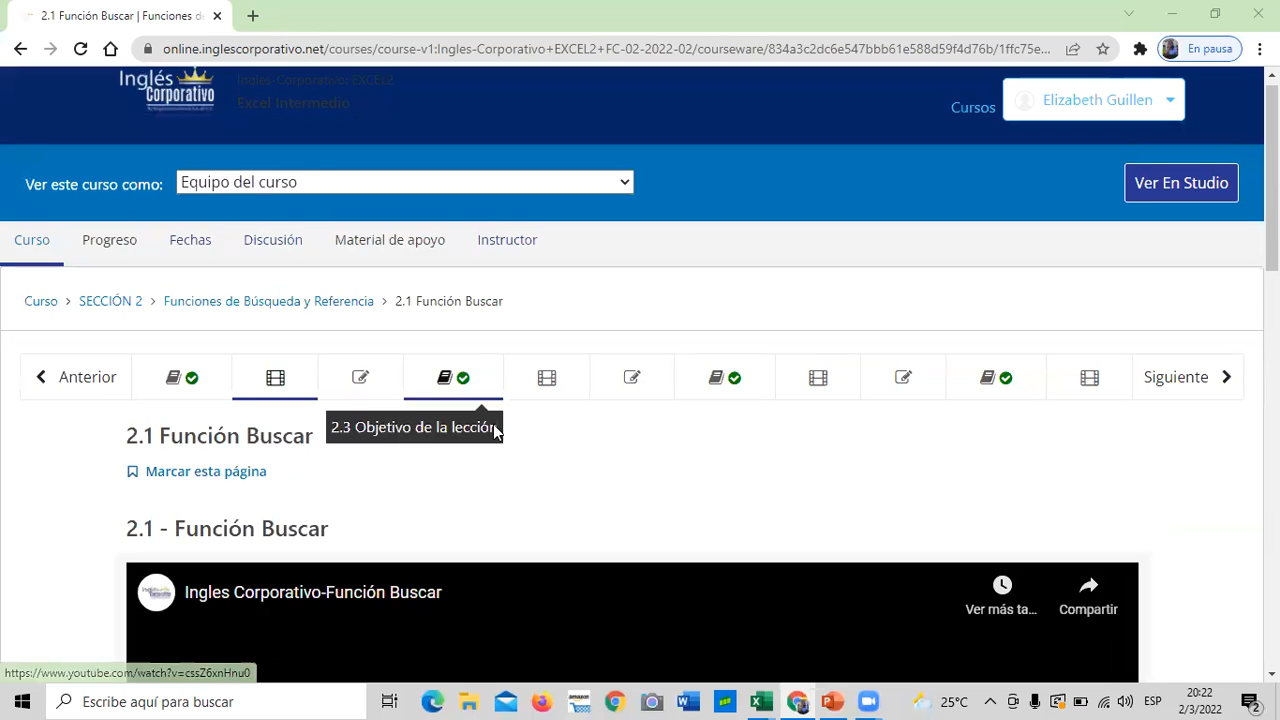 2.1 Función Buscar | Funciones de
online.inglescorporativo.net/courses/course-v1:Ingles-Corporativo+EXCEL2+FC-02-2022-02/courseware/834a3c2dc6e547bbb61e588d59f4d76b/1ffc75e...
En pausa
Inglés Corporativo
Ingles-Corporativo: EXCEL2
Excel Intermedio
Cursos
Elizabeth Guillen
Ver este curso como:
Equipo del curso
Ver En Studio
Curso
Progreso
Fechas
Discusión
Material de apoyo
Instructor
Curso > SECCIÓN 2 > Funciones de Búsqueda y Referencia > 2.1 Función Buscar
Anterior
Siguiente
2.3 Objetivo de la lección
2.1 Función Buscar
Marcar esta página
2.1 - Función Buscar
Ingles Corporativo-Función Buscar
Ver más ta...
Compartir
https://www.youtube.com/watch?v=cssZ6xnHnu0
Escribe aquí para buscar
25°C
ESP
20:22
2/3/2022
2